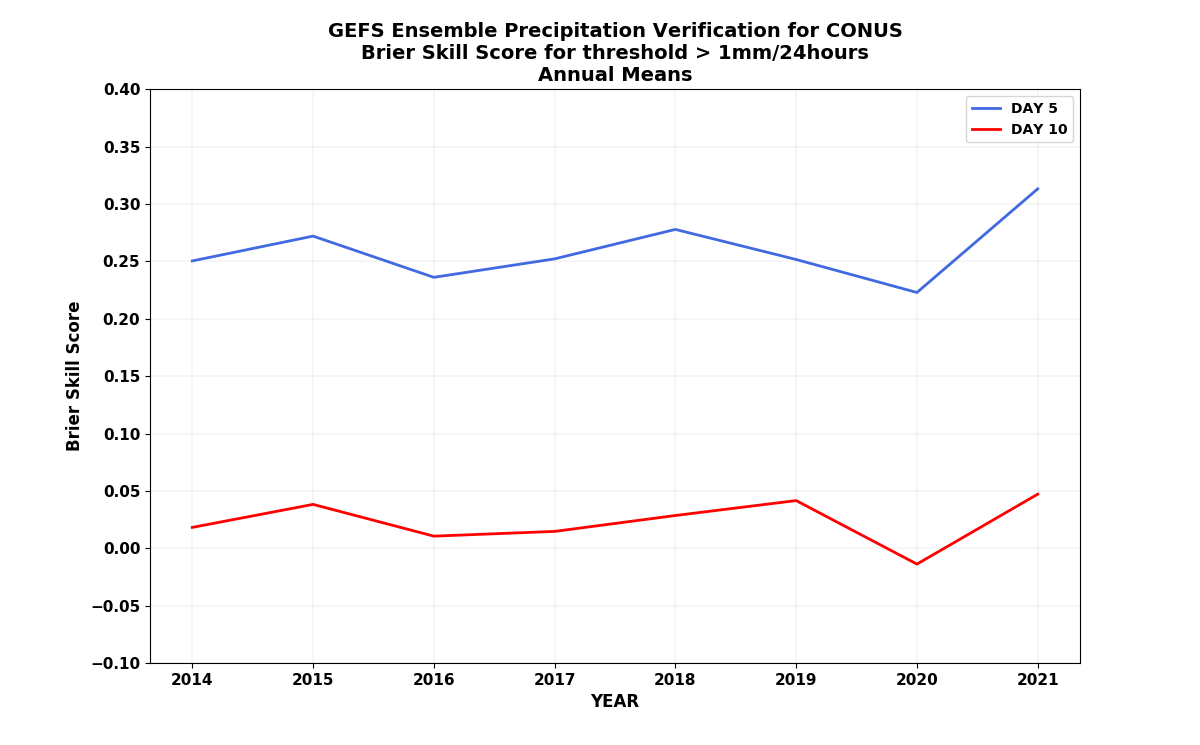 GEFS Ensemble Precipitation Verification for CONUS
Brier Skill Score for threshold > 1mm/24hours
Annual Means
DAY 5
DAY 10
Brier Skill Score
0.40
0.35
0.30
0.25
0.20
0.15
0.10
0.05
0.00
−0.05
−0.10
2014 2015 2016 2017 2018 2019 2020 2021
YEAR